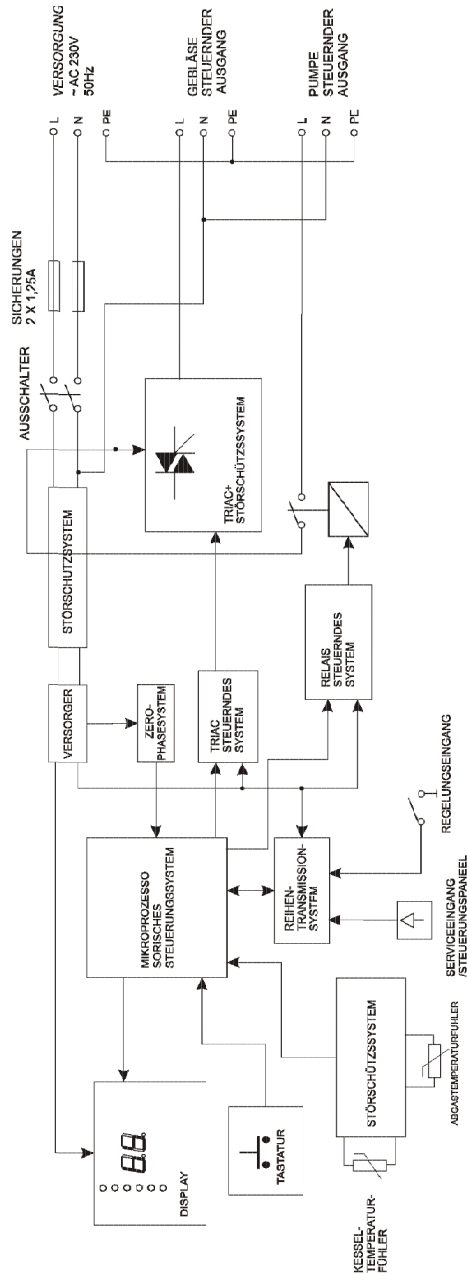 VERSORGUNG
~ AC 230V
50Hz
L
N
PE
SICHERUNGEN
2 X 1,25A
AUSSCHALTER
STÖRSCHÜTZSYSTEM
VERSORGER
GEBLÄSE
STEUERNDER
AUSGANG
L
N
PE
TRIAC+
STÖRSCHÜTZSSYSTEM
ZERO-
PHASESYSTEM
TRIAC
STEUERNDES
SYSTEM
MIKROPROZESSO
SORISCHES
STEUERUNGSSYSTEM
DISPLAY
PUMPE
STEUERNDER
AUSGANG
L
N
PE
RELAIS
STEUERNDES
SYSTEM
REIHEN-
TRANSMISSION-
SYSTEM
TASTATUR
REGELUNGSEINGANG
SERVICEEINGANG
/STEUERUNGSPANEEL
STÖRSCHÜTZSSYSTEM
ABGASTEMPERATURFÜHLER
KESSEL-
TEMPERATUR-
FÜHLER